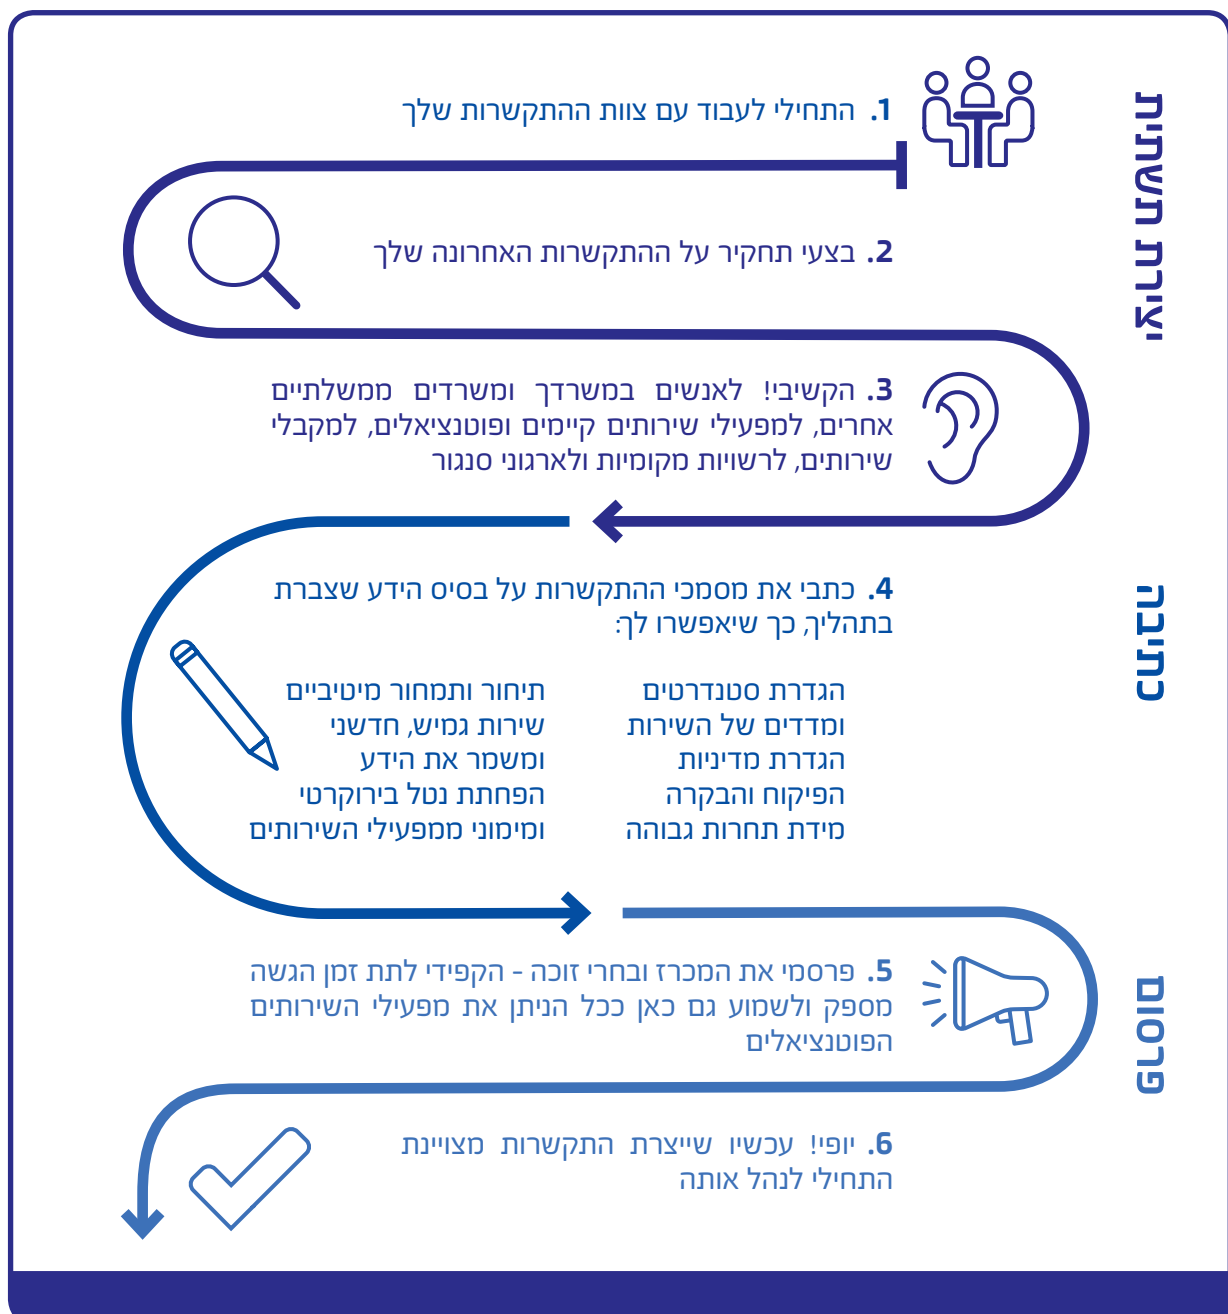 יצירת תשתית
1. התחילי לעבוד עם צוות ההתקשרות שלך
2. בצעי תחקיר על ההתקשרות האחרונה שלך
3. הקשיבי! לאנשים במשרדך ומשרדים ממשלתיים
אחרים, למפעילי שירותים קיימים ופוטנציאלים, למקבלי
שירותים, לרשויות מקומיות ולארגוני סנגור
כתיבה
4. כתבי את מסמכי ההתקשרות על בסיס הידע שצברת
בתהליך, כך שיאפשרו לך:
הגדרת סטנדרטים
ומדדים של השירות
הגדרת מדיניות
הפיקוח והבקרה
מידת תחרות גבוהה
תיחור ותמחור מיטיביים
שירות גמיש, חדשני
ומשמר את הידע
הפחתת נטל בירוקרטי
ומימוני ממפעילי השירותים
פרסום
5. פרסמי את המכרז ובחרי זוכה - הקפידי לתת זמן הגשה
מספק ולשמוע גם כאן ככל הניתן את מפעילי השירותים
הפוטנציאלים
6. יופי! עכשיו שייצרת התקשרות מצויינת
התחילי לנהל אותה